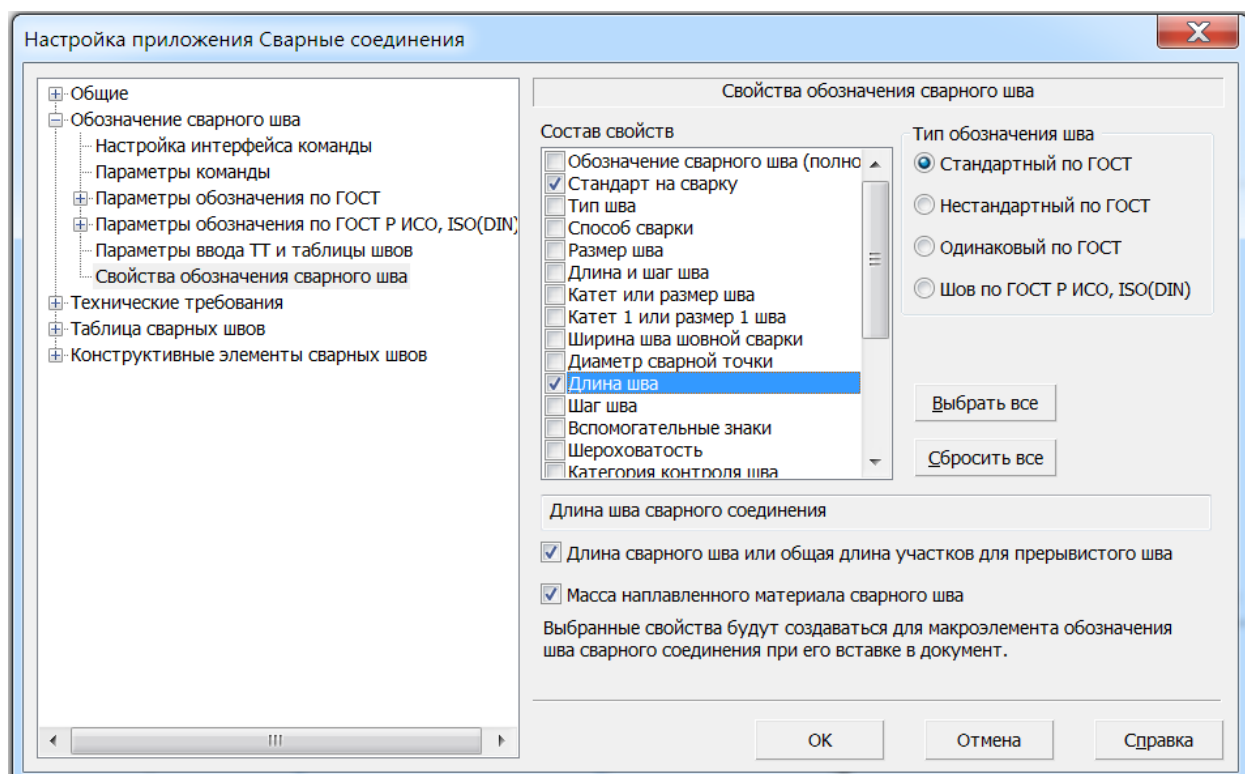 Настройка приложения Сварные соединения
Общие
Обозначение сварного шва
Настройка интерфейса команды
Параметры команды
Параметры обозначения по ГОСТ
Параметры обозначения по ГОСТ Р ИСО, ISO(DIN)
Параметры ввода ТТ и таблицы швов
Свойства обозначения сварного шва
Технические требования
Таблица сварных швов
Конструктивные элементы сварных швов
Свойства обозначения сварного шва
Состав свойств
Обозначение сварного шва (полно
Стандарт на сварку
Тип шва
Способ сварки
Размер шва
Длина и шаг шва
Катет или размер шва
Катет 1 или размер 1 шва
Ширина шва шовной сварки
Диаметр сварной точки
Длина шва
Шаг шва
Вспомогательные знаки
Шероховатость
Категория контроля шва
Тип обозначения шва
Стандартный по ГОСТ
Нестандартный по ГОСТ
Одинаковый по ГОСТ
Шов по ГОСТ Р ИСО, ISO(DIN)
Выбрать все
Сбросить все
Длина шва сварного соединения
Длина сварного шва или общая длина участков для прерывистого шва
Масса наплавленного материала сварного шва
Выбранные свойства будут создаваться для макроэлемента обозначения
шва сварного соединения при его вставке в документ.
OK
Отмена
Справка